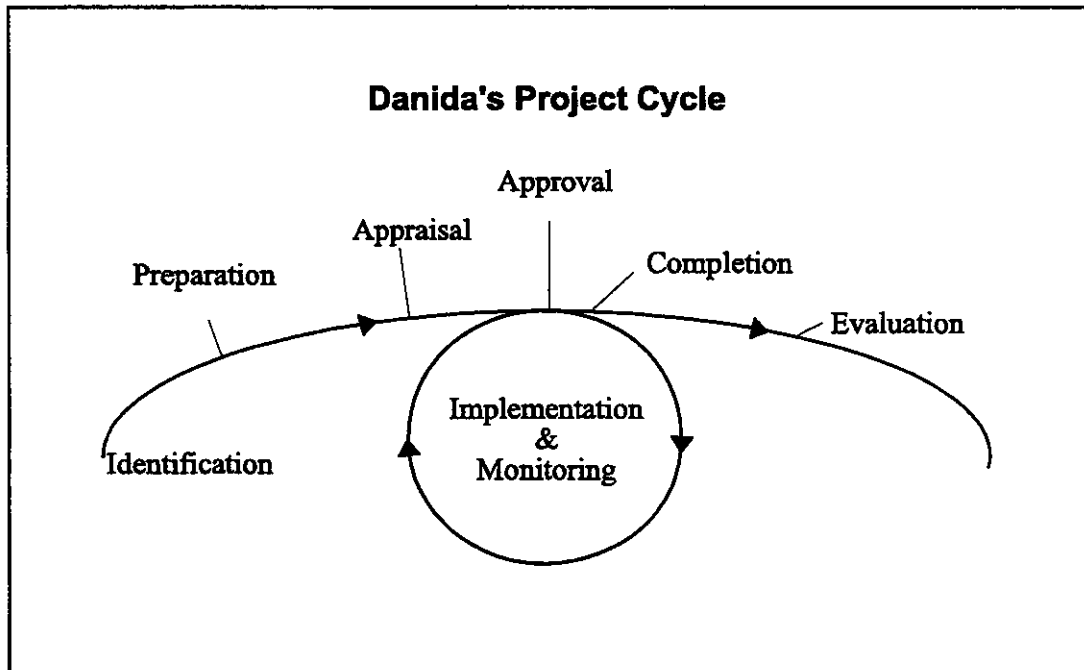 Danida's Project Cycle
Approval
Appraisal
Completion
Preparation
Evaluation
Implementation
&
Monitoring
Identification